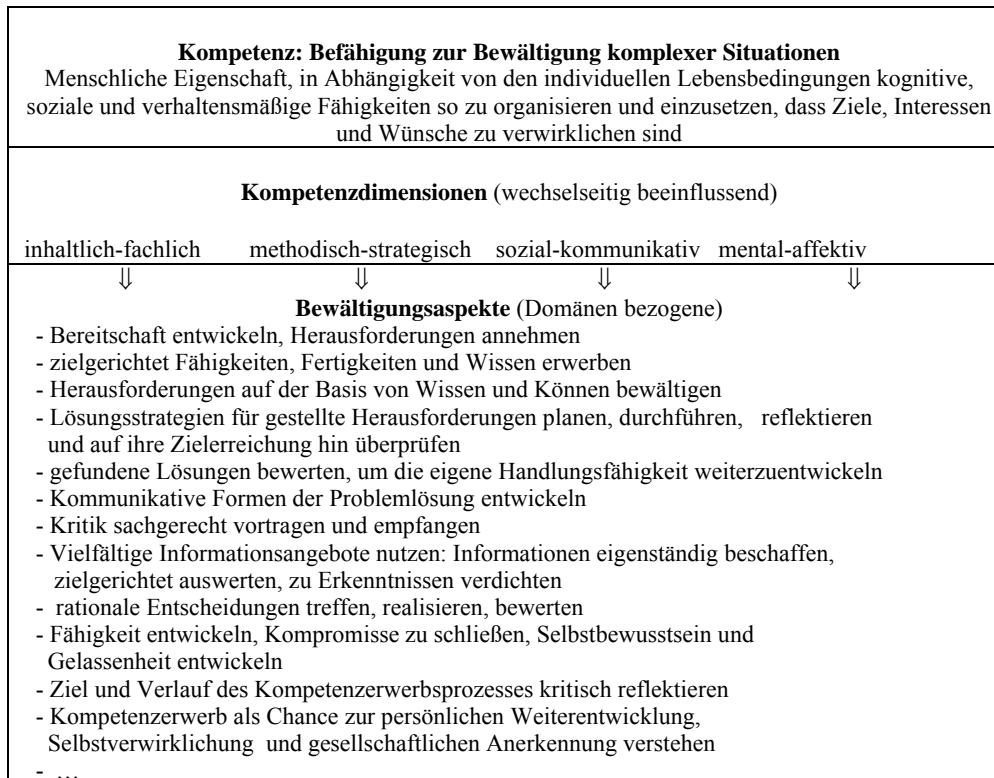 Kompetenz: Befähigung zur Bewältigung komplexer Situationen
Menschliche Eigenschaft, in Abhängigkeit von den individuellen Lebensbedingungen kognitive,
soziale und verhaltensmäßige Fähigkeiten so zu organisieren und einzusetzen, dass Ziele, Interessen
und Wünsche zu verwirklichen sind
Kompetenzdimensionen (wechselseitig beeinflussend)
inhaltlich-fachlich methodisch-strategisch sozial-kommunikativ mental-affektiv
⇓ ⇓ ⇓ ⇓
Bewältigungsaspekte (Domänen bezogene)
- Bereitschaft entwickeln, Herausforderungen annehmen
- zielgerichtet Fähigkeiten, Fertigkeiten und Wissen erwerben
- Herausforderungen auf der Basis von Wissen und Können bewältigen
- Lösungsstrategien für gestellte Herausforderungen planen, durchführen, reflektieren
und auf ihre Zielerreichung hin überprüfen
- gefundene Lösungen bewerten, um die eigene Handlungsfähigkeit weiterzuentwickeln
- Kommunikative Formen der Problemlösung entwickeln
- Kritik sachgerecht vortragen und empfangen
- Vielfältige Informationsangebote nutzen: Informationen eigenständig beschaffen,
zielgerichtet auswerten, zu Erkenntnissen verdichten
- rationale Entscheidungen treffen, realisieren, bewerten
- Fähigkeit entwickeln, Kompromisse zu schließen, Selbstbewusstsein und
Gelassenheit entwickeln
- Ziel und Verlauf des Kompetenzerwerbsprozesses kritisch reflektieren
- Kompetenzerwerb als Chance zur persönlichen Weiterentwicklung,
Selbstverwirklichung und gesellschaftlichen Anerkennung verstehen
- …